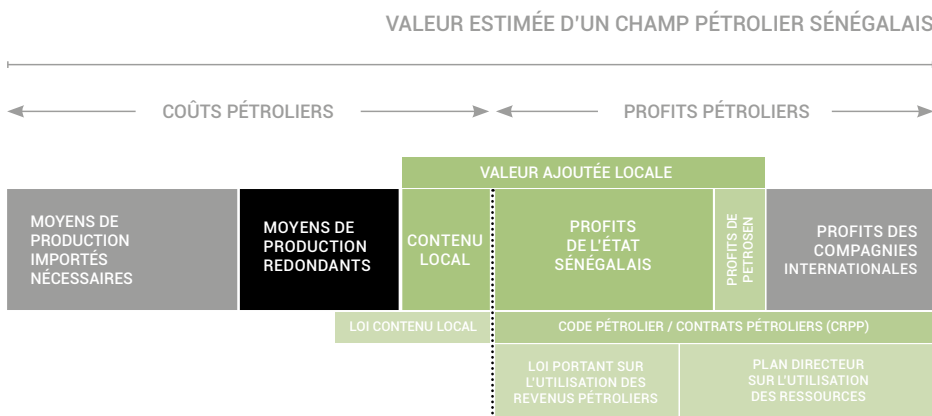 VALEUR ESTIMÉE D'UN CHAMP PÉTROLIER SÉNÉGALAIS
COÛTS PÉTROLIERS
PROFITS PÉTROLIERS
VALEUR AJOUTÉE LOCALE
MOYENS DE
PRODUCTION
IMPORTÉS
NÉCESSAIRES
MOYENS DE
PRODUCTION
REDONDANTS
CONTENU
LOCAL
PROFITS
DE L'ÉTAT
SÉNÉGALAIS
PROFITS DE
PETROSEN
PROFITS DES
COMPAGNIES
INTERNATIONALES
LOI CONTENU LOCAL
CODE PÉTROLIER / CONTRATS PÉTROLIERS (CRPP)
LOI PORTANT SUR
L'UTILISATION DES
REVENUS PÉTROLIERS
PLAN DIRECTEUR
SUR L'UTILISATION
DES RESSOURCES